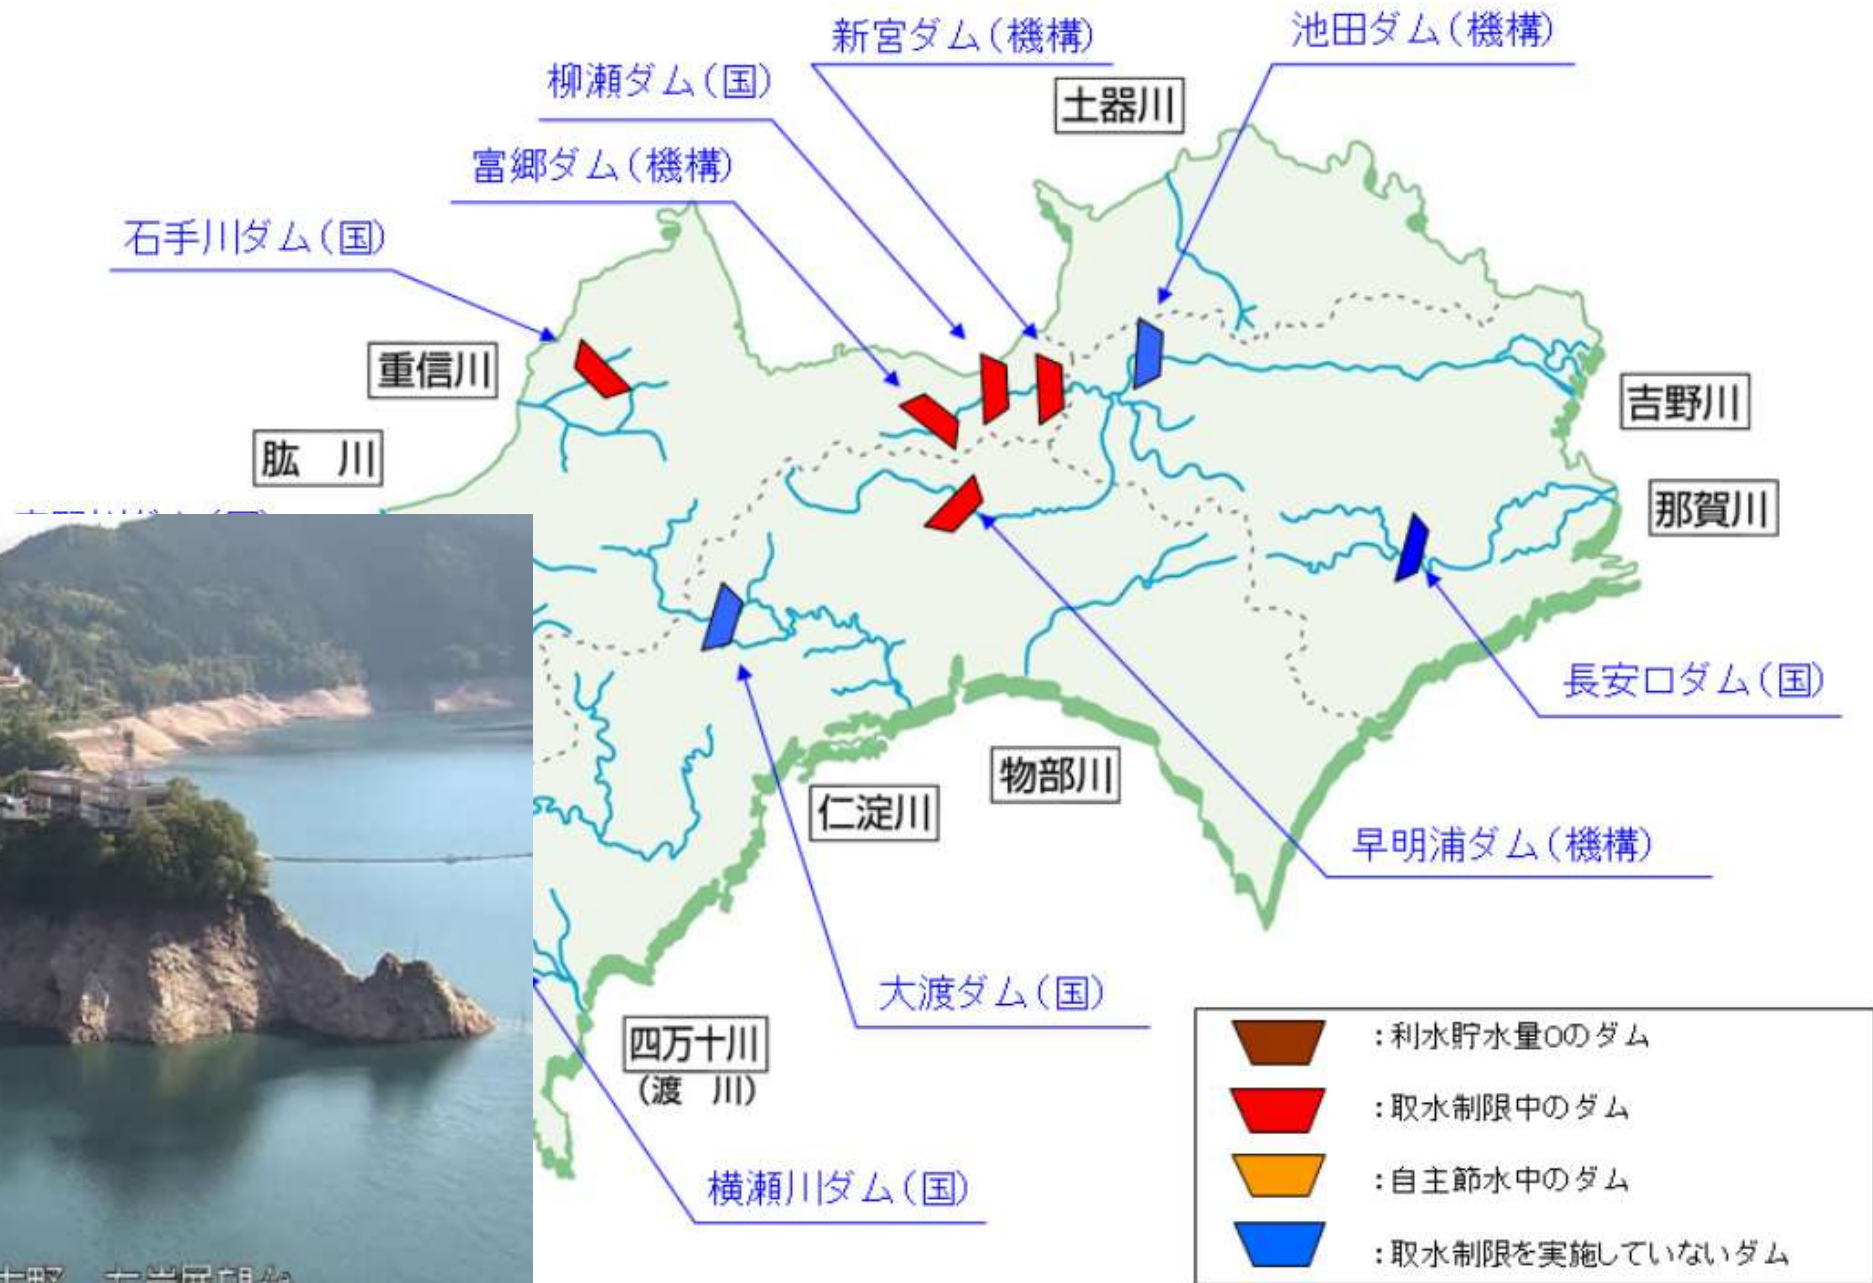 新宮ダム(機構)
池田ダム(機構)
柳瀬ダム(国)
土器川
富郷ダム(機構)
石手川ダム(国)
重信川
吉野川
肱 川
那賀川
長安口ダム(国)
物部川
仁淀川
早明浦ダム(機構)
大渡ダム(国)
四万十川
(渡 川)
横瀬川ダム(国)
:利水貯水量0のダム
:取水制限中のダム
:自主節水中のダム
:取水制限を実施していないダム